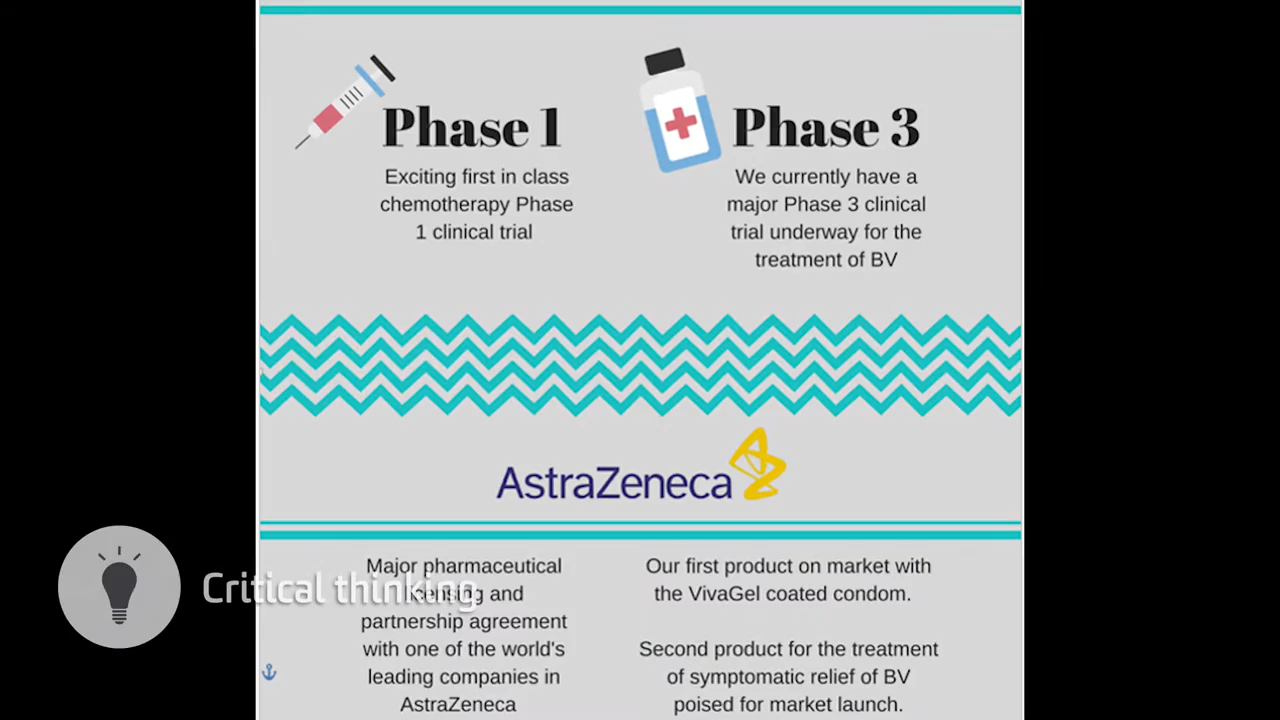 Phase 1
Exciting first in class
chemotherapy Phase
1 clinical trial
Phase 3
We currently have a
major Phase 3 clinical
trial underway for the
treatment of BV
AstraZeneca
Major pharmaceutical
licensing and
partnership agreement
with one of the world's
leading companies in
AstraZeneca
Our first product on market with
the VivaGel coated condom.
Second product for the treatment
of symptomatic relief of BV
poised for market launch.
Critical thinking